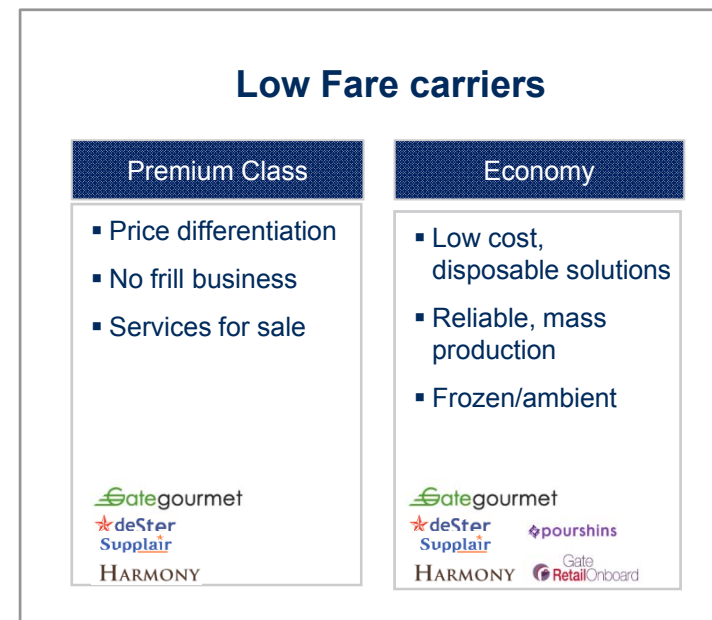 Low Fare carriers
Premium Class
▪ Price differentiation
▪ No frill business
▪ Services for sale
Gategourmet
deSter
Supplair
HARMONY
Economy
▪ Low cost,
disposable solutions
▪ Reliable, mass
production
▪ Frozen/ambient
Gategourmet
deSter
Supplair
pourshins
HARMONY
Gate
RetailOnboard